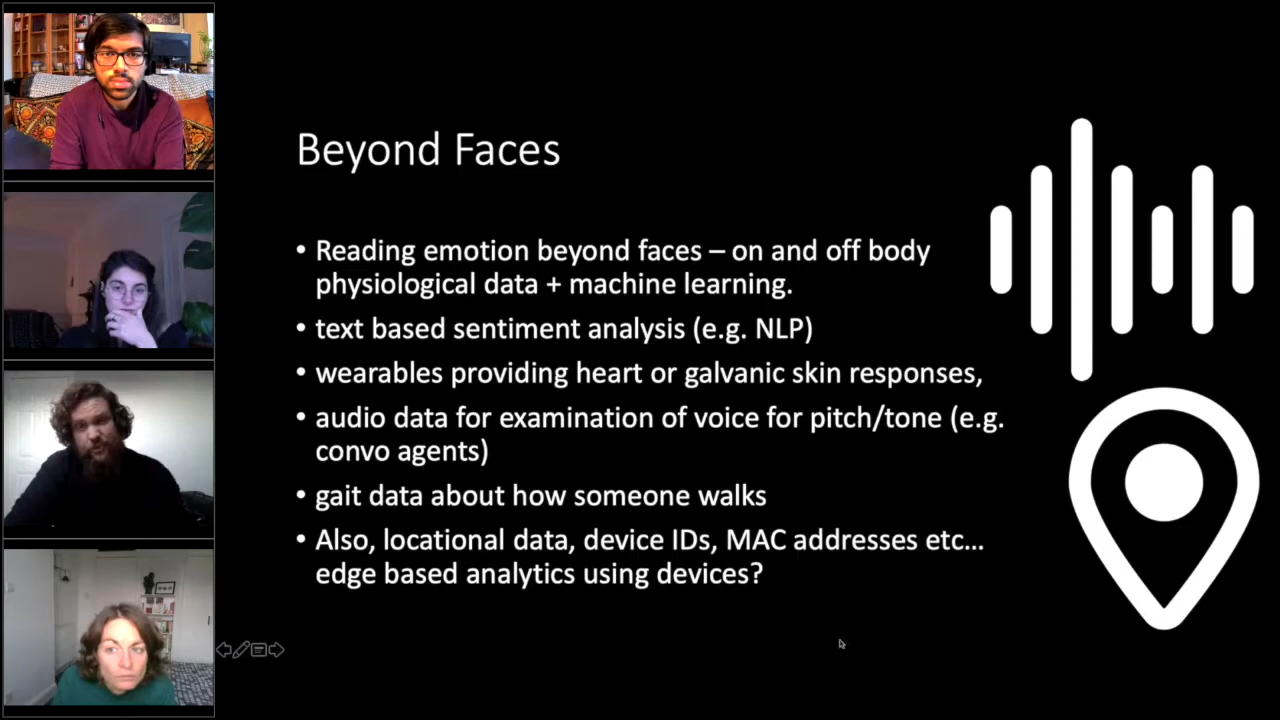 Beyond Faces
• Reading emotion beyond faces – on and off body
physiological data + machine learning.
• text based sentiment analysis (e.g. NLP)
• wearables providing heart or galvanic skin responses,
• audio data for examination of voice for pitch/tone (e.g.
convo agents)
• gait data about how someone walks
• Also, locational data, device IDs, MAC addresses etc...
edge based analytics using devices?